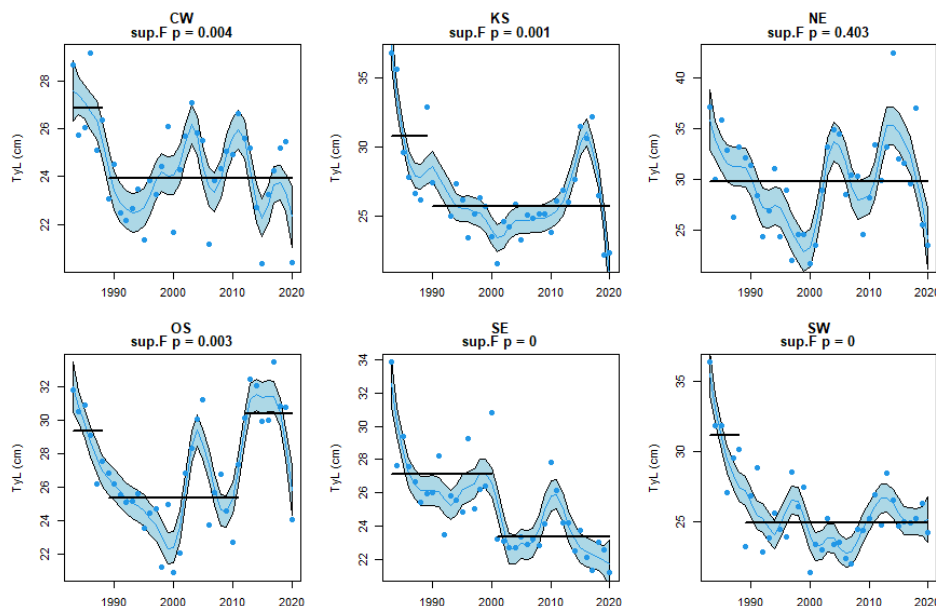 CW
sup.F p = 0.004
KS
sup.F p = 0.001
NE
sup.F p = 0.403
TyL (cm)
28
26
24
22
1990 2000 2010 2020
TyL (cm)
35
30
25
1990 2000 2010 2020
TyL (cm)
40
35
30
25
1990 2000 2010 2020
OS
sup.F p = 0.003
SE
sup.F p = 0
SW
sup.F p = 0
TyL (cm)
32
30
28
26
24
22
1990 2000 2010 2020
TyL (cm)
34
32
30
28
26
24
22
1990 2000 2010 2020
TyL (cm)
35
30
25
1990 2000 2010 2020